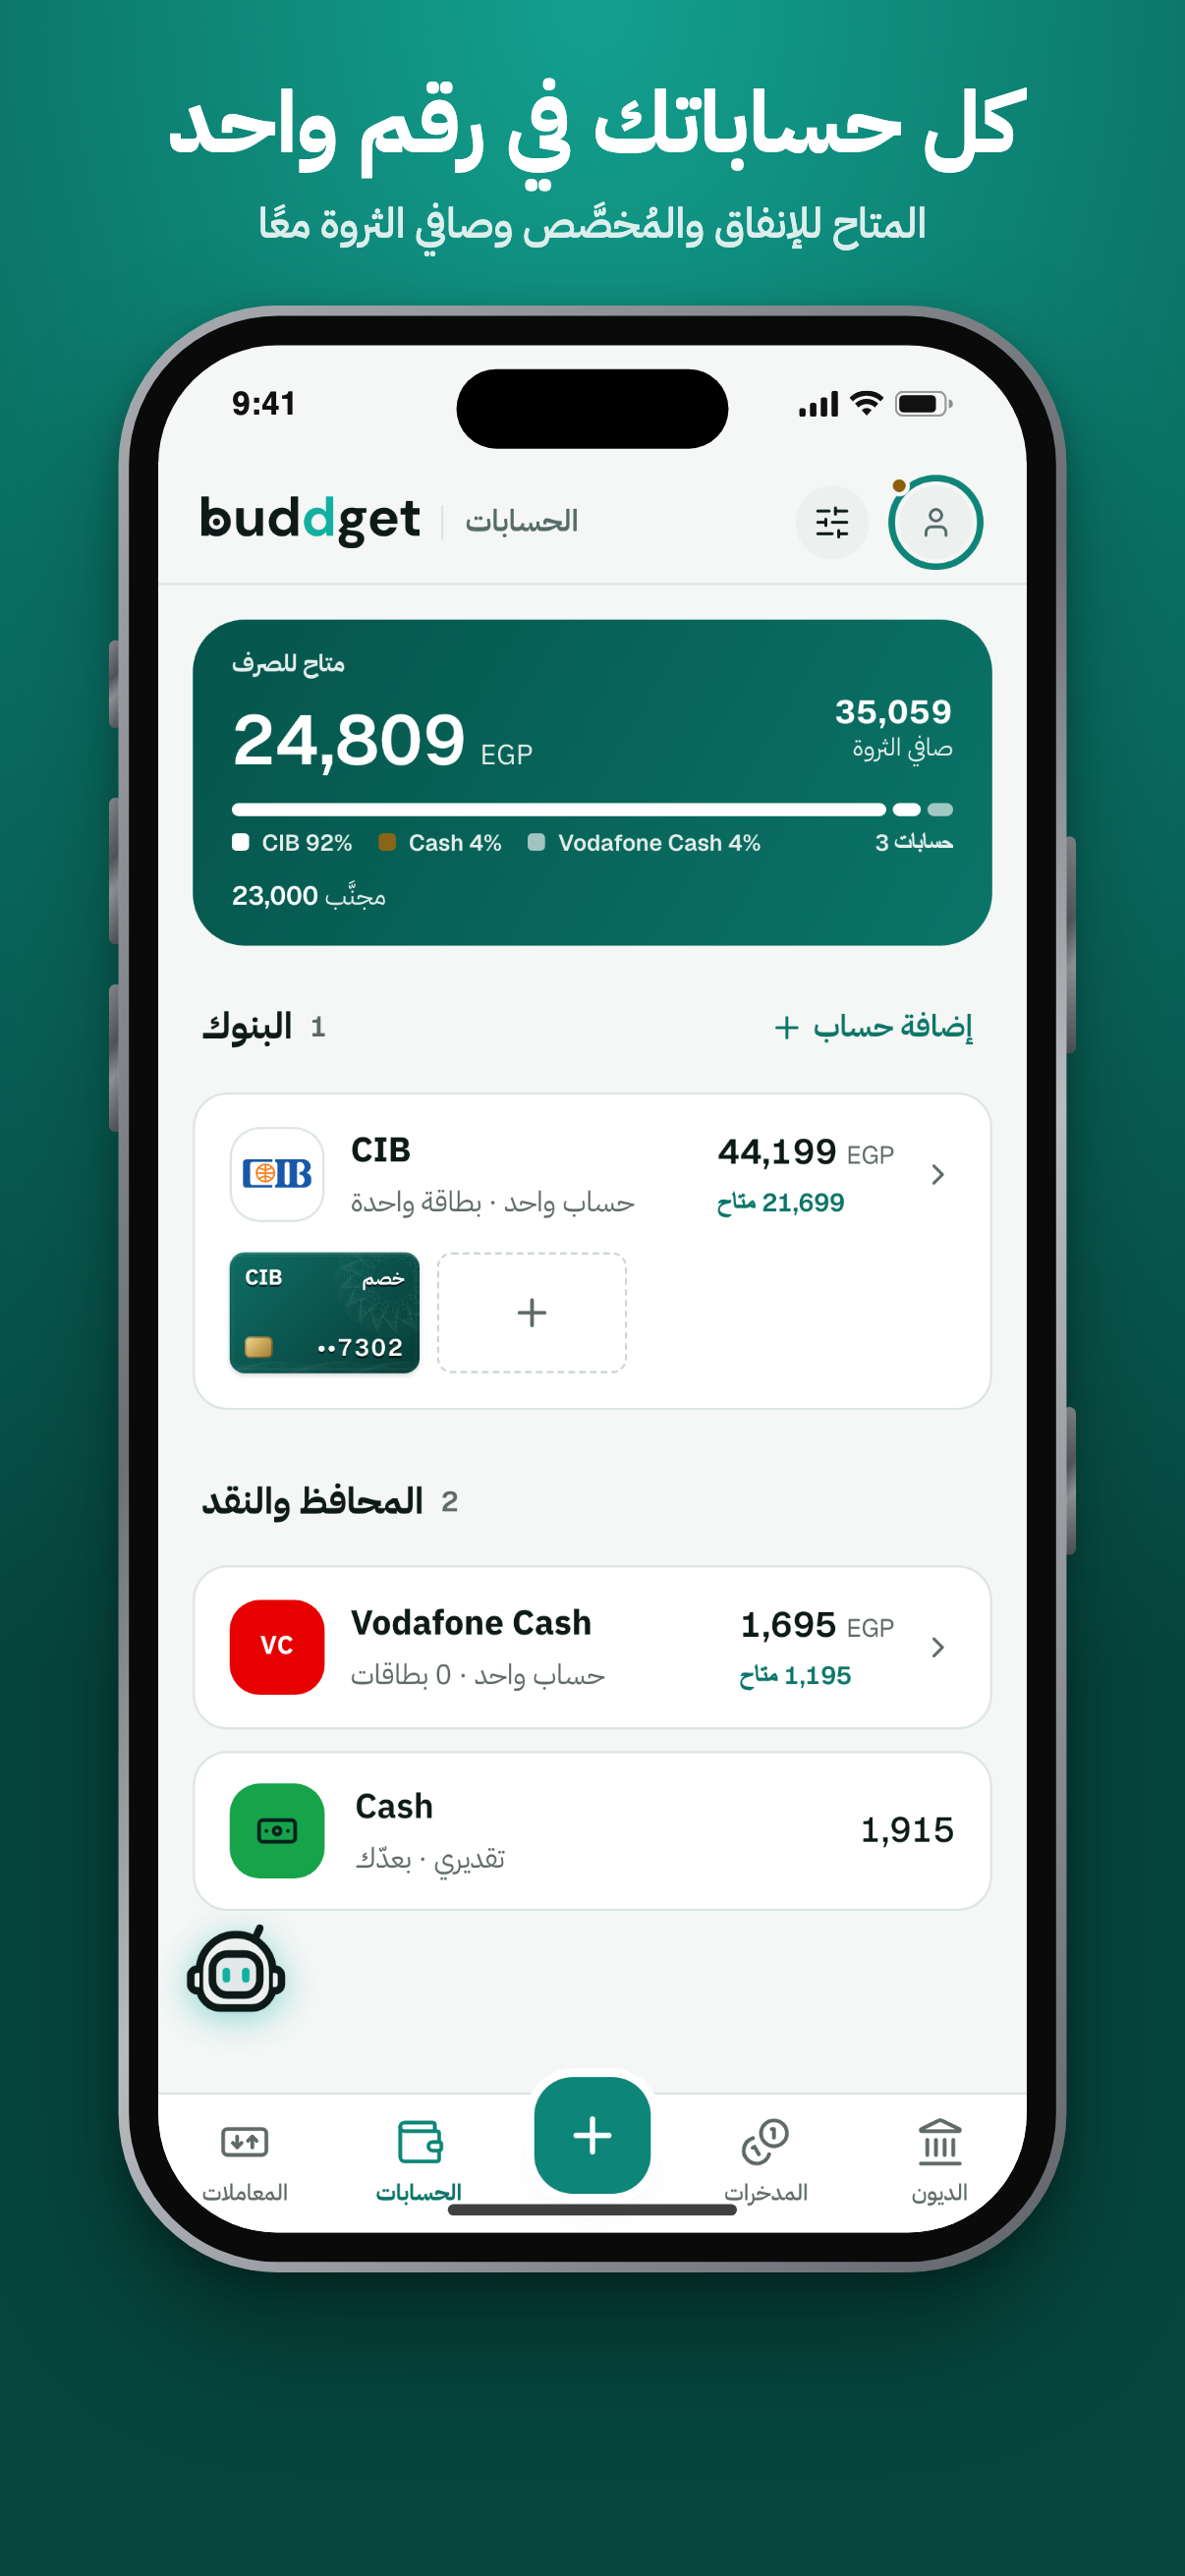 كل حساباتك في رقم واحد
المتاح للإنفاق والمُخصَّص وصافي الثروة معًا
9:41
buddget الحسابات
متاح للصرف
24,809 EGP
35,059
صافي الثروة
CIB 92% Cash 4% Vodafone Cash 4% 3 حسابات
23,000 مجنَّب
البنوك 1
إضافة حساب +
CIB
44,199 EGP
حساب واحد · بطاقة واحدة
21,699 متاح
CIB
CIB خصم
••7302
+
المحافظ والنقد 2
VC
Vodafone Cash
1,695 EGP
حساب واحد · 0 بطاقات
1,195 متاح
Cash
1,915
تقديري · بعدّك
المعاملات
الحسابات
+
المدخرات
الديون